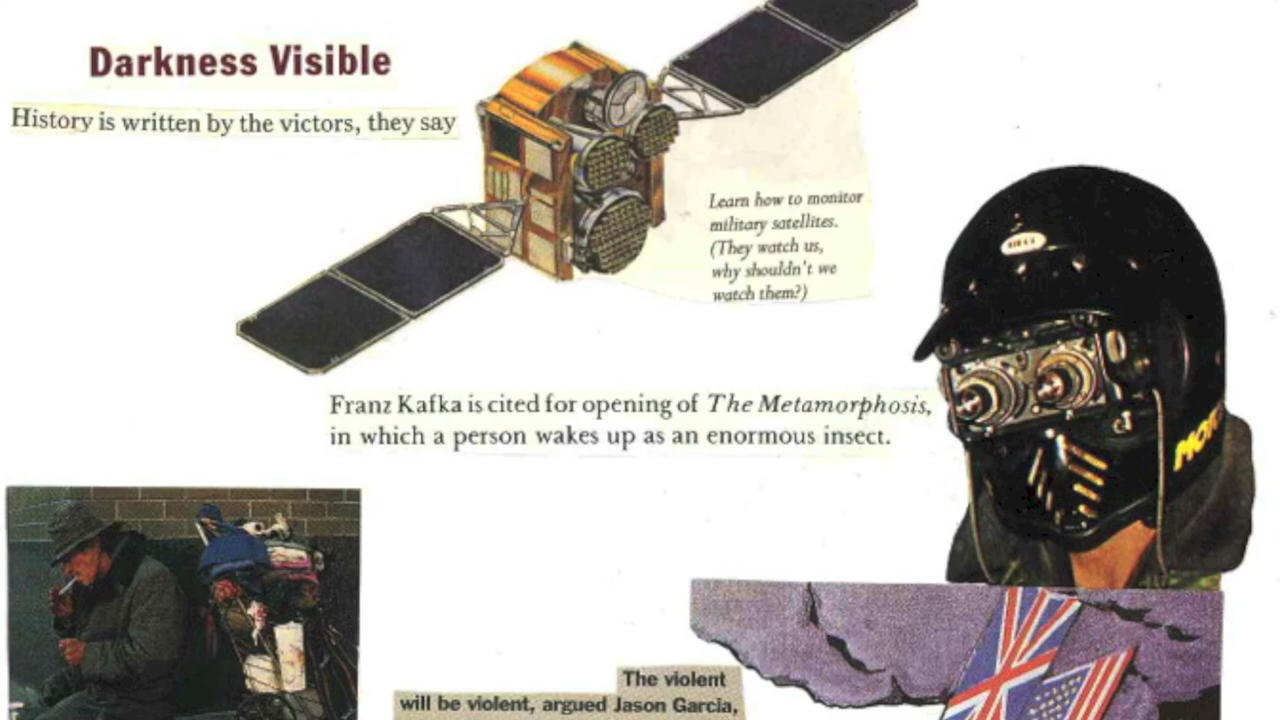 Darkness Visible
History is written by the victors, they say
Learn how to monitor
military satellites.
(They watch us,
why shouldn't we
watch them?)
BELL
Franz Kafka is cited for opening of The Metamorphosis,
in which a person wakes up as an enormous insect.
The violent
will be violent, argued Jason Garcia,